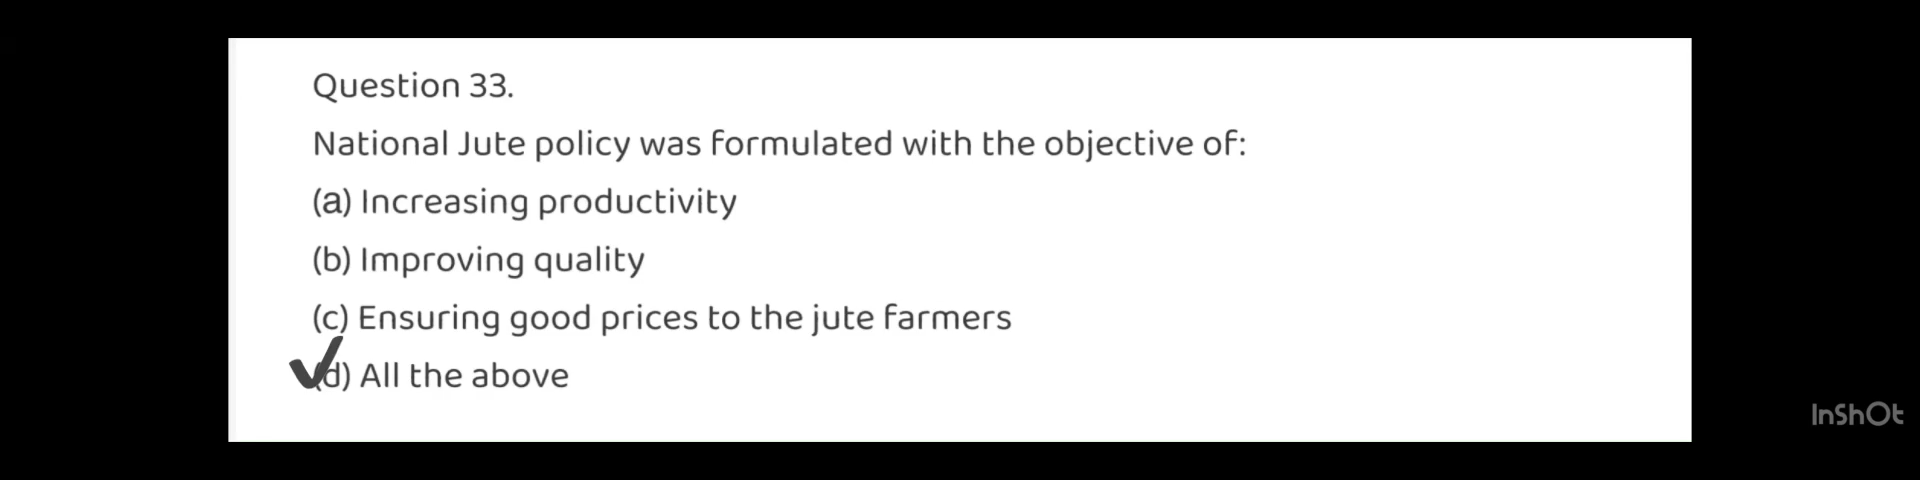 Question 33.
National Jute policy was formulated with the objective of:
(a) Increasing productivity
(b) Improving quality
(c) Ensuring good prices to the jute farmers
(d) All the above
InShOt